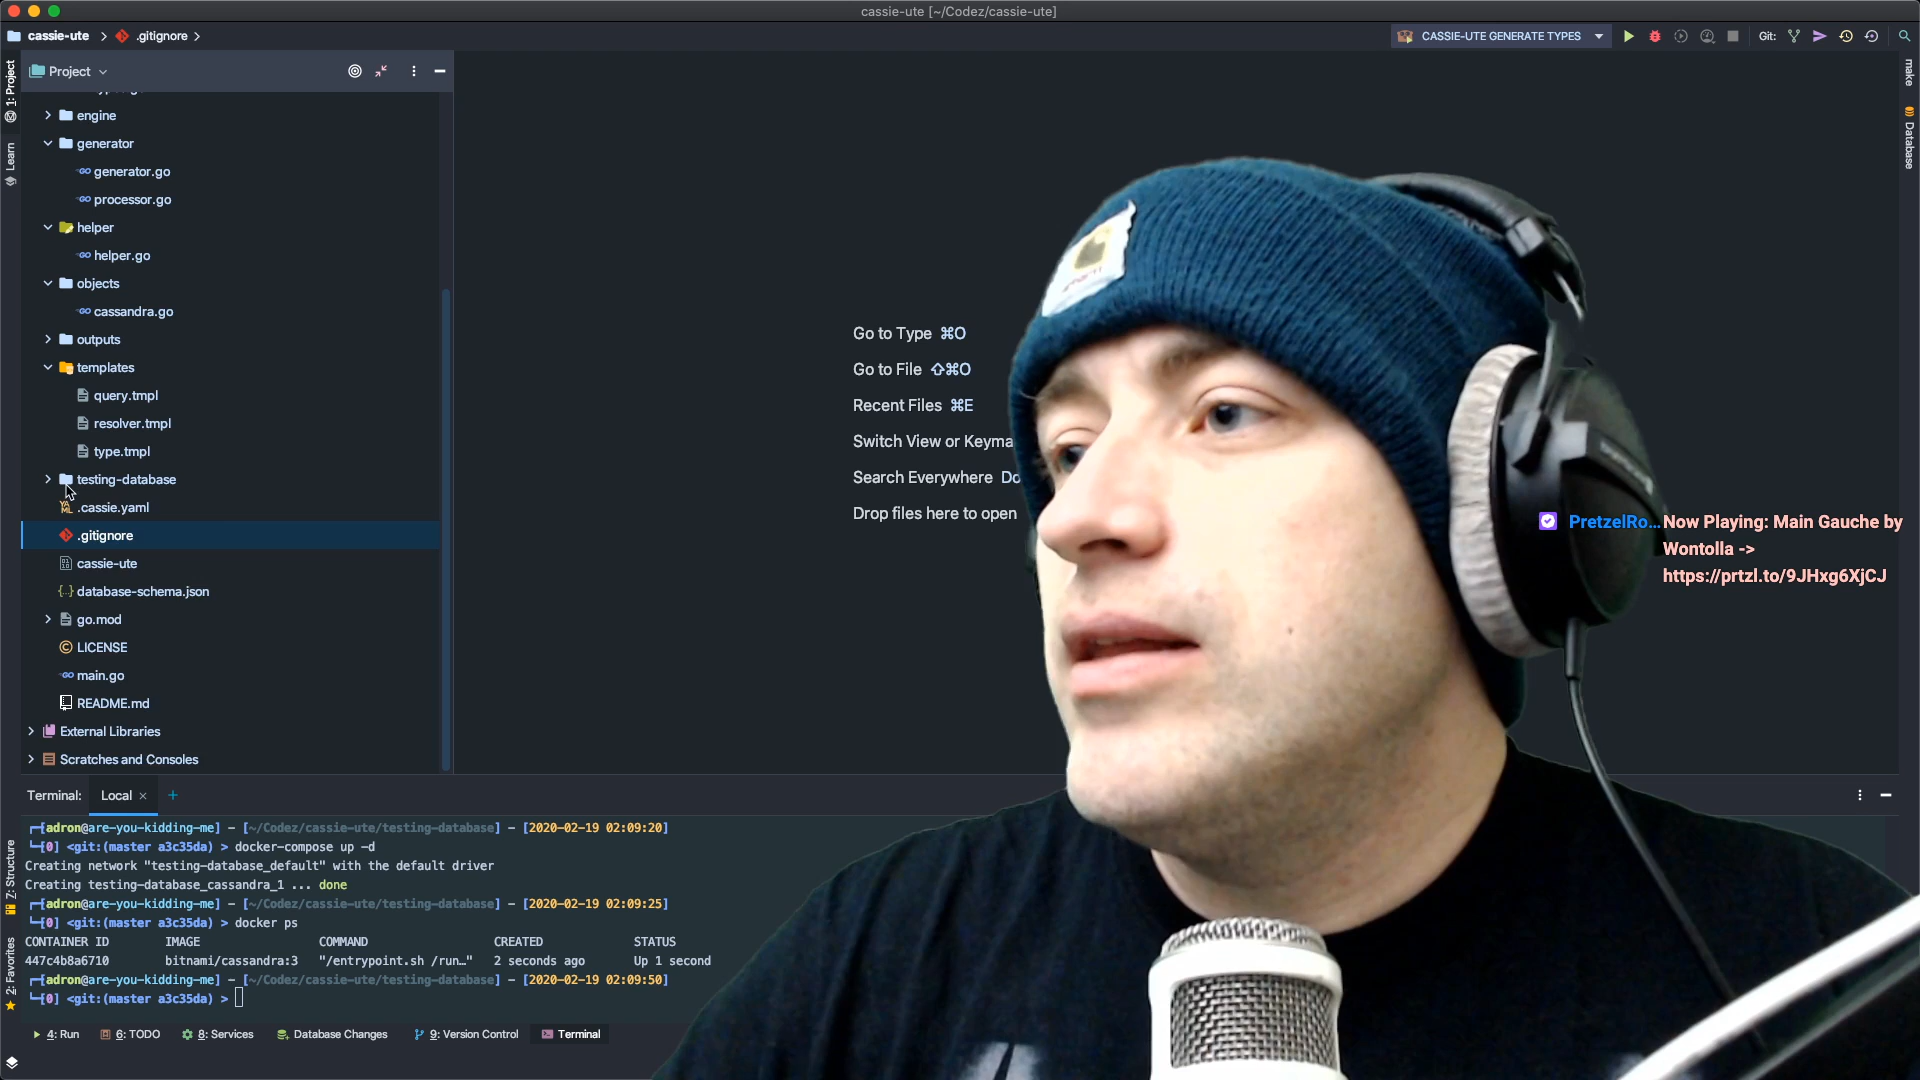 cassie-ute [~/Codez/cassie-ute]
cassie-ute
.gitignore
CASSIE-UTE GENERATE TYPES
Git:
1: Project
Learn
Z: Structure
2: Favorites
make
Database
Project
engine
generator
generator.go
processor.go
helper
helper.go
objects
cassandra.go
outputs
templates
query.tmpl
resolver.tmpl
type.tmpl
testing-database
.cassie.yaml
.gitignore
cassie-ute
database-schema.json
go.mod
LICENSE
main.go
README.md
External Libraries
Scratches and Consoles
Go to Type ⌘O
Go to File ⇧⌘O
Recent Files ⌘E
Switch View or Keyma
Search Everywhere Do
Drop files here to open
PretzelRo... Now Playing: Main Gauche by
Wontolla ->
https://prtzl.to/9JHxg6XjCJ
Terminal: Local × +
┌─[adron@are-you-kidding-me] - [~/Codez/cassie-ute/testing-database] - [2020-02-19 02:09:20]
└─[0] <git:(master a3c35da) > docker-compose up -d
Creating network "testing-database_default" with the default driver
Creating testing-database_cassandra_1 ... done
┌─[adron@are-you-kidding-me] - [~/Codez/cassie-ute/testing-database] - [2020-02-19 02:09:25]
└─[0] <git:(master a3c35da) > docker ps
CONTAINER ID IMAGE COMMAND CREATED STATUS
447c4b8a6710 bitnami/cassandra:3 "/entrypoint.sh /run…" 2 seconds ago Up 1 second
┌─[adron@are-you-kidding-me] - [~/Codez/cassie-ute/testing-database] - [2020-02-19 02:09:50]
└─[0] <git:(master a3c35da) >
4: Run 6: TODO 8: Services Database Changes 9: Version Control Terminal